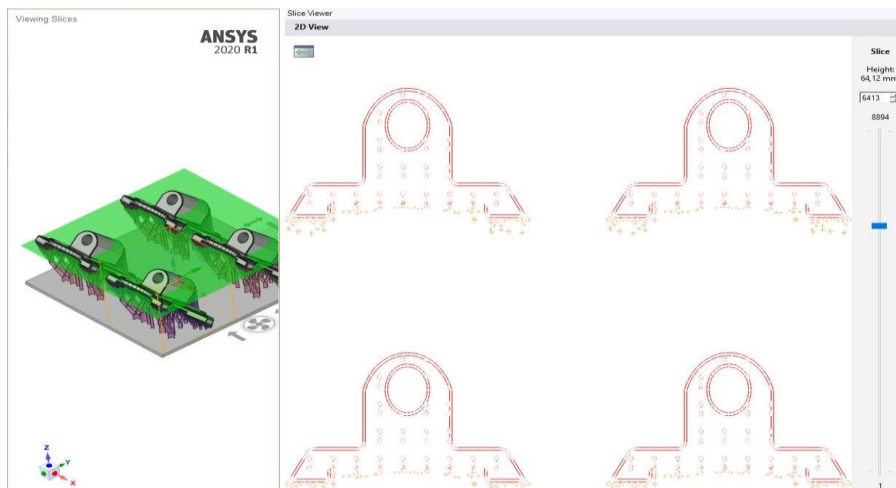 Viewing Slices
ANSYS
2020 R1
Z
Y
X
Slice Viewer
2D View
Slice
Height:
64,12 mm
6413
8894
1